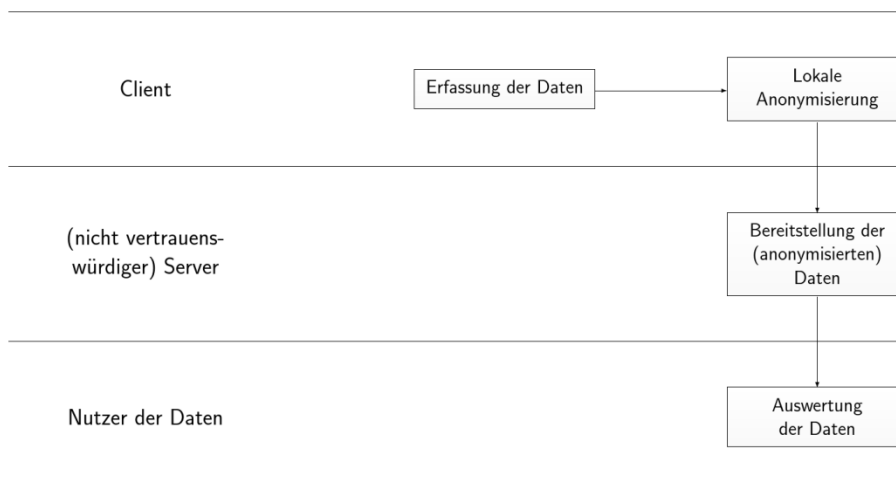 Client
Erfassung der Daten
Lokale
Anonymisierung
(nicht vertrauens-
würdiger) Server
Bereitstellung der
(anonymisierten)
Daten
Nutzer der Daten
Auswertung
der Daten